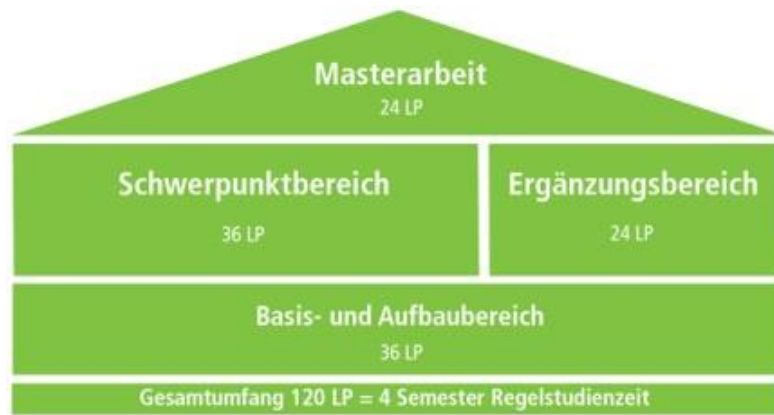 Masterarbeit
24 LP
Schwerpunktbereich
36 LP
Ergänzungsbereich
24 LP
Basis- und Aufbaubereich
36 LP
Gesamtumfang 120 LP = 4 Semester Regelstudienzeit